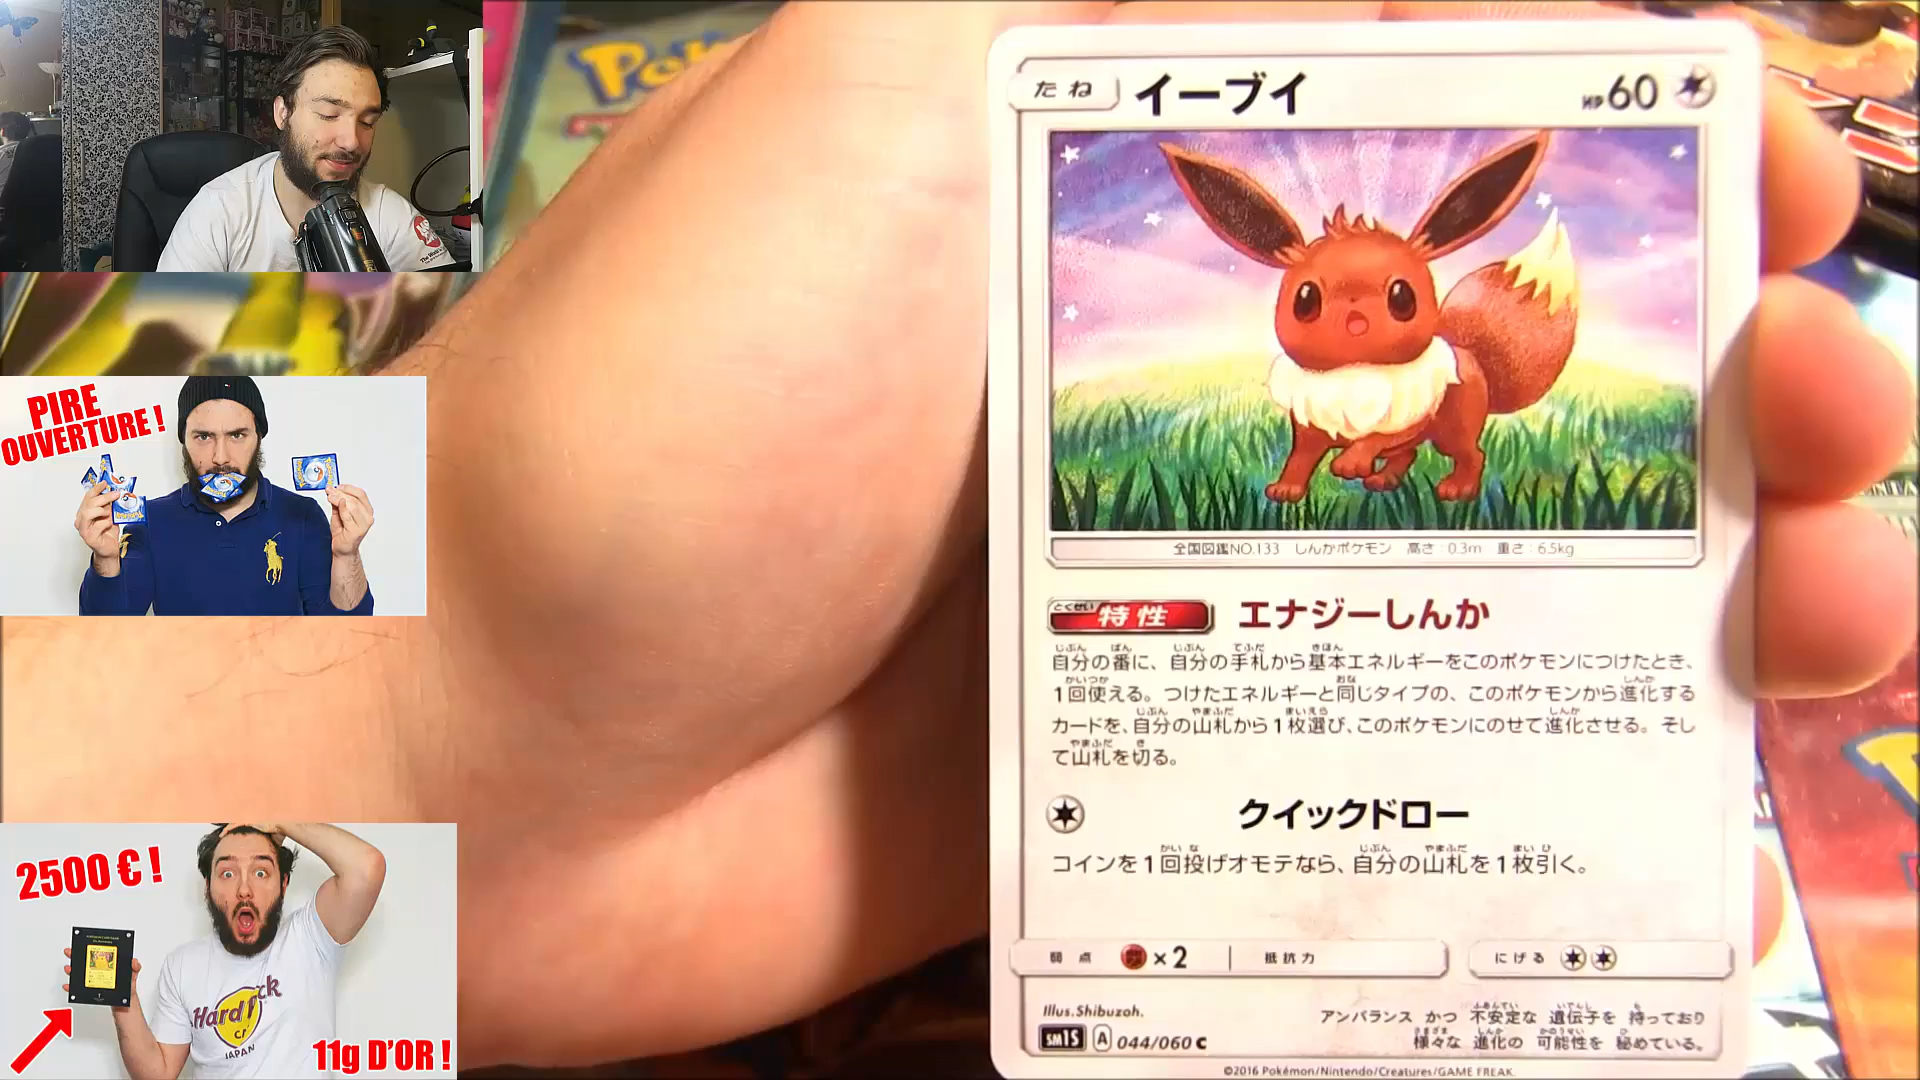 PIRE
OUVERTURE !
2500 € !
Hard Rock
JAPAN
11g D'OR !
たね
イーブイ
HP60
全国図鑑NO.133 しんかポケモン 高さ:0.3m 重さ:6.5kg
とくせい
特性
エナジーしんか
自分の番に、自分の手札から基本エネルギーをこのポケモンにつけたとき、
1回使える。つけたエネルギーと同じタイプの、このポケモンから進化する
カードを、自分の山札から1枚選び、このポケモンにのせて進化させる。そし
て山札を切る。
クイックドロー
コインを1回投げオモテなら、自分の山札を1枚引く。
弱点 ×2 抵抗力 にげる
Illus.Shibuzoh.
アンバランス かつ 不安定な 遺伝子を 持っており
様々な 進化の 可能性を 秘めている。
SM1S A 044/060 C
©2016 Pokémon/Nintendo/Creatures/GAME FREAK.